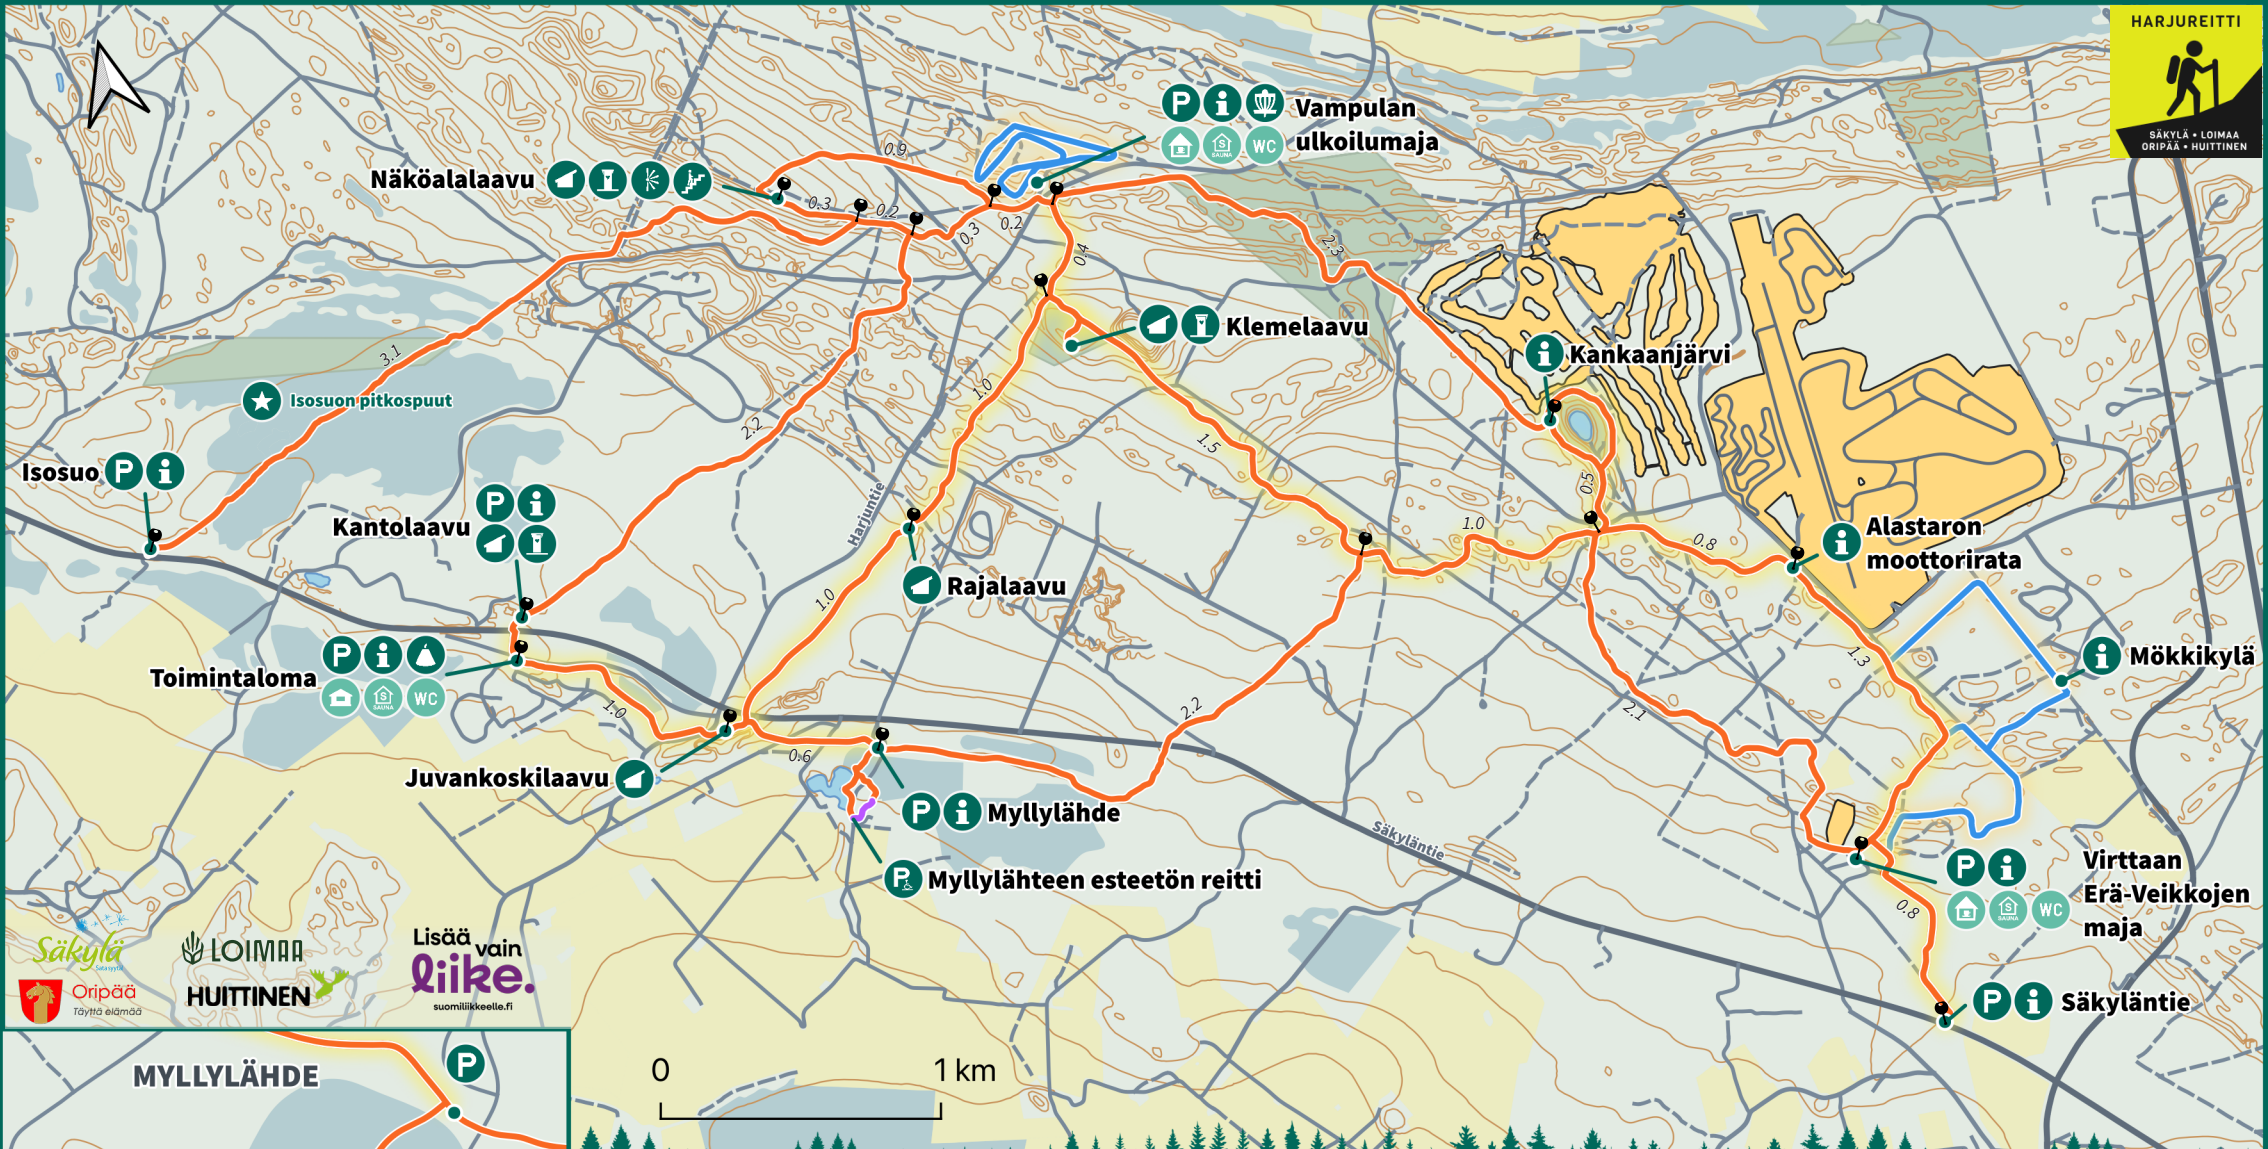 HARJUREITTI
SÄKYLÄ • LOIMAA
ORIPÄÄ • HUITTINEN
P i Vampulan
ulkoilumaja
SAUNA WC
Näköalalaavu
0.9
0.3
0.2
0.3
0.2
0.4
2.3
Klemelaavu
i Kankaanjärvi
3.1
Isosuon pitkospuut
1.0
2.2
1.5
Isosuo P i
P i
Kantolaavu
Harjuntie
0.5
1.0
0.8
i Alastaron
moottorirata
Rajalaavu
1.0
P i
Toimintaloma
SAUNA WC
1.3
i Mökkikylä
1.0
2.2
2.1
0.6
Juvankoskilaavu
P i Myllylähde
Säkyläntie
P Myllylähteen esteetön reitti
P i Virttaan
Erä-Veikkojen
maja
SAUNA WC
0.8
P i Säkyläntie
Säkylä
Satasyytä
LOIMAA
Oripää
Täyttä elämää
HUITTINEN
Lisää
vain
liike.
suomiliikkeelle.fi
MYLLYLÄHDE
P
0 1 km